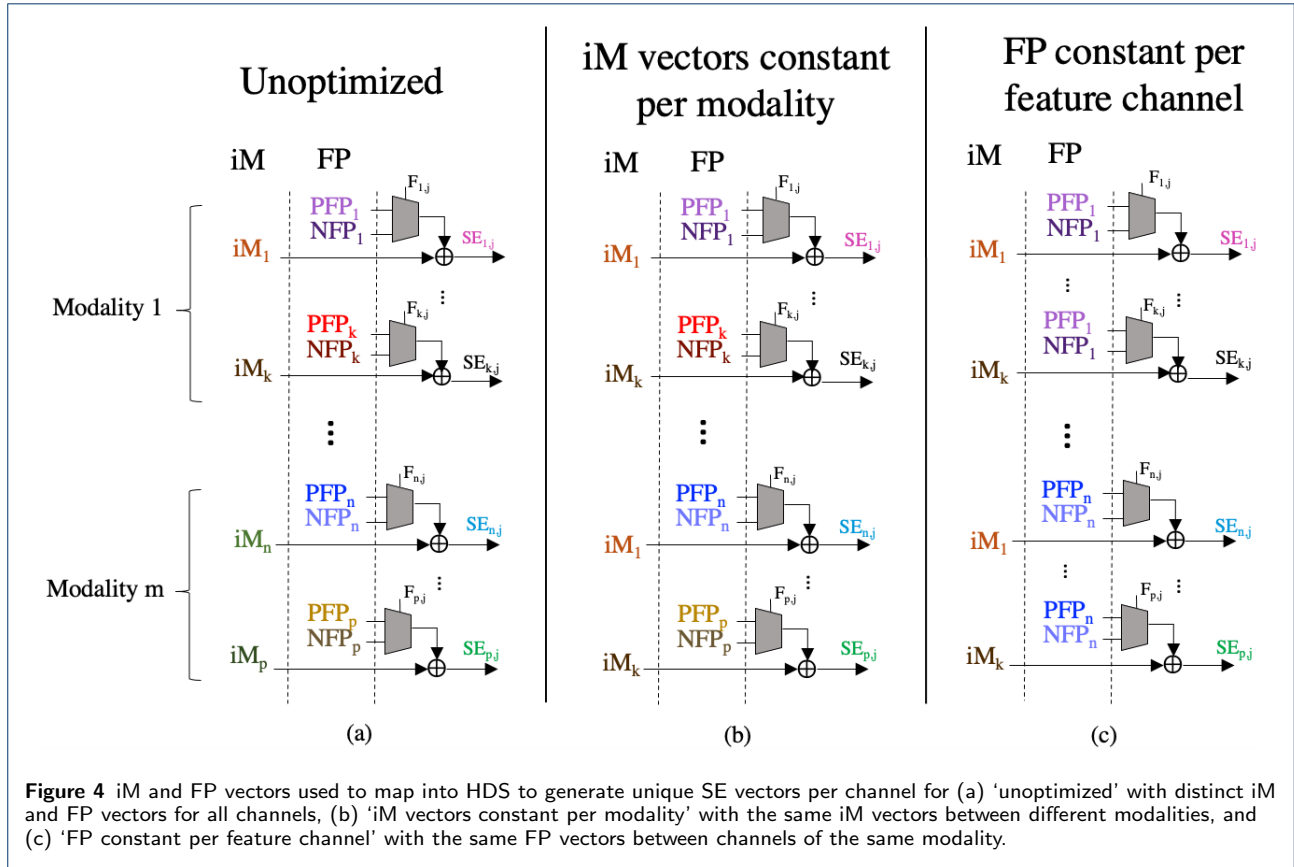 Unoptimized
iM FP
F1,j
PFP1
NFP1
SE1,j
iM1
...
Modality 1
Fk,j
PFPk
NFPk
SEk,j
iMk
...
Fn,j
PFPn
NFPn
SEn,j
iMn
...
Modality m
Fp,j
PFPp
NFPp
SEp,j
iMp
(a)
iM vectors constant
per modality
iM FP
F1,j
PFP1
NFP1
SE1,j
iM1
...
Fk,j
PFPk
NFPk
SEk,j
iMk
...
Fn,j
PFPn
NFPn
SEn,j
iM1
...
Fp,j
PFPp
NFPp
SEp,j
iMk
(b)
FP constant per
feature channel
iM FP
F1,j
PFP1
NFP1
SE1,j
iM1
... ...
Fk,j
PFP1
NFP1
SEk,j
iMk
...
Fn,j
PFPn
NFPn
SEn,j
iM1
... ...
Fp,j
PFPn
NFPn
SEp,j
iMk
(c)
Figure 4 iM and FP vectors used to map into HDS to generate unique SE vectors per channel for (a) ‘unoptimized’ with distinct iM
and FP vectors for all channels, (b) ‘iM vectors constant per modality’ with the same iM vectors between different modalities, and
(c) ‘FP constant per feature channel’ with the same FP vectors between channels of the same modality.